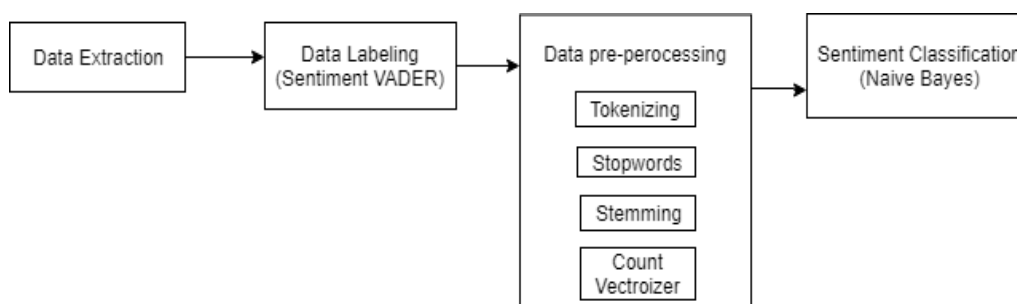 Data Extraction
Data Labeling
(Sentiment VADER)
Data pre-perocessing
Tokenizing
Stopwords
Stemming
Count
Vectroizer
Sentiment Classification
(Naive Bayes)